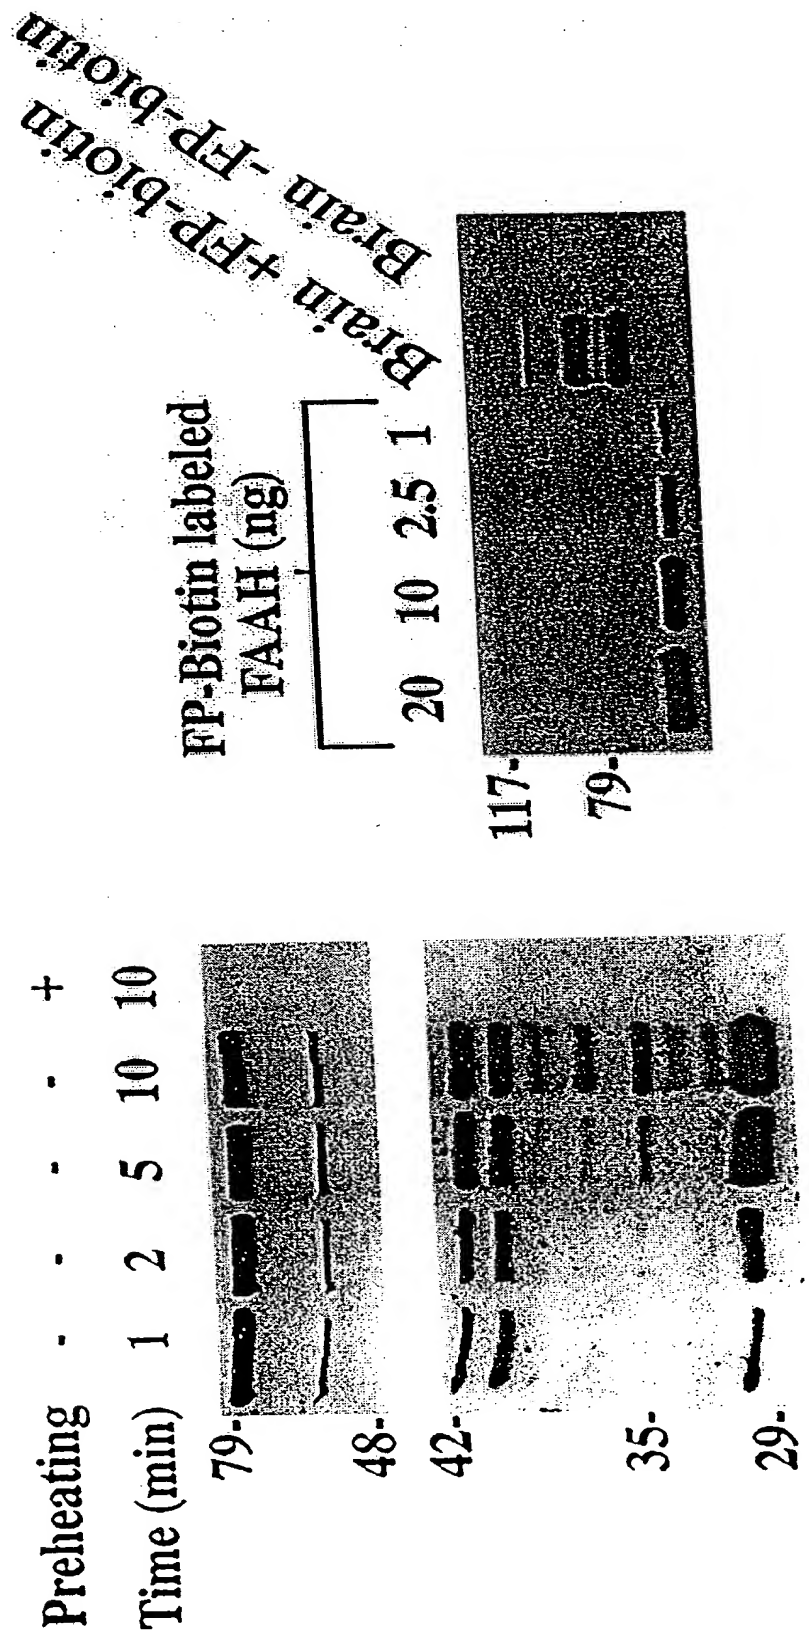 Preheating - - - - +
Time (min) 1 2 5 10 10
79-
48-
42-
35-
29-
FP-Biotin labeled
FAAH (ng)
20 10 2.5 1
Brain +FP-biotin
Brain -FP-biotin
117-
79-